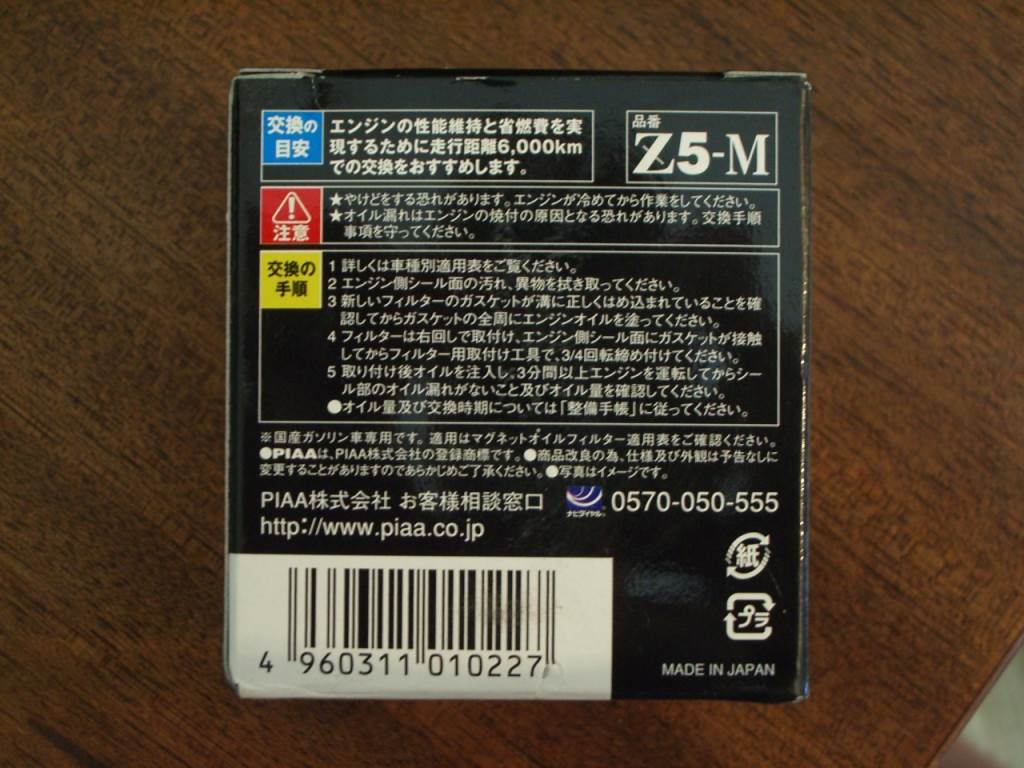 交換の
目安
エンジンの性能維持と省燃費を実
現するために走行距離6,000km
での交換をおすすめします。
品番
Z5-M
注意
★やけどをする恐れがあります。エンジンが冷めてから作業をしてください。
★オイル漏れはエンジンの焼付の原因となる恐れがあります。交換手順
事項を守ってください。
交換の
手順
1 詳しくは車種別適用表をご覧ください。
2 エンジン側シール面の汚れ、異物を拭き取ってください。
3 新しいフィルターのガスケットが溝に正しくはめ込まれていることを確
認してからガスケットの全周にエンジンオイルを塗ってください。
4 フィルターは右回しで取付け、エンジン側シール面にガスケットが接触
してからフィルター用取付け工具で、3/4回転締め付けてください。
5 取り付け後オイルを注入し、3分間以上エンジンを運転してからシー
ル部のオイル漏れがないこと及びオイル量を確認してください。
●オイル量及び交換時期については「整備手帳」に従ってください。
※国産ガソリン車専用です。適用はマグネットオイルフィルター適用表をご確認ください。
●PIAAは、PIAA株式会社の登録商標です。●商品改良の為、仕様及び外観は予告なしに
変更することがありますのであらかじめご了承ください。●写真はイメージです。
PIAA株式会社 お客様相談窓口 ナビダイヤル 0570-050-555
http://www.piaa.co.jp
紙
プラ
4 960311 010227
MADE IN JAPAN